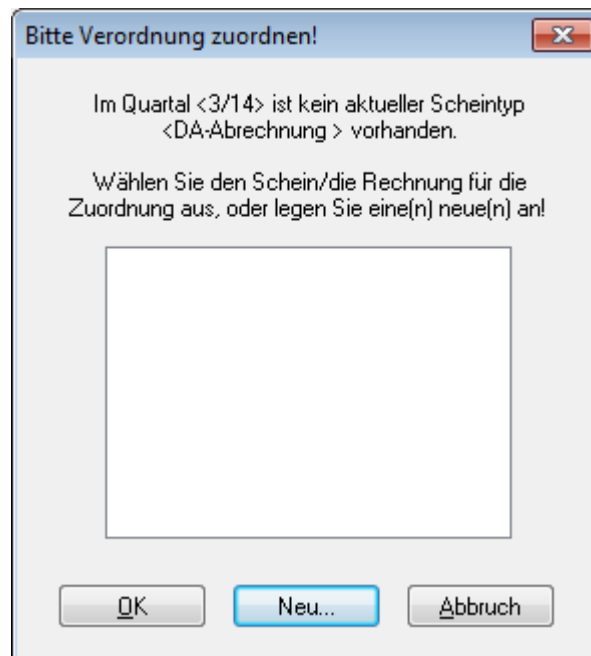 Bitte Verordnung zuordnen!
Im Quartal <3/14> ist kein aktueller Scheintyp
<DA-Abrechnung > vorhanden.
Wählen Sie den Schein/die Rechnung für die
Zuordnung aus, oder legen Sie eine(n) neue(n) an!
OK
Neu...
Abbruch